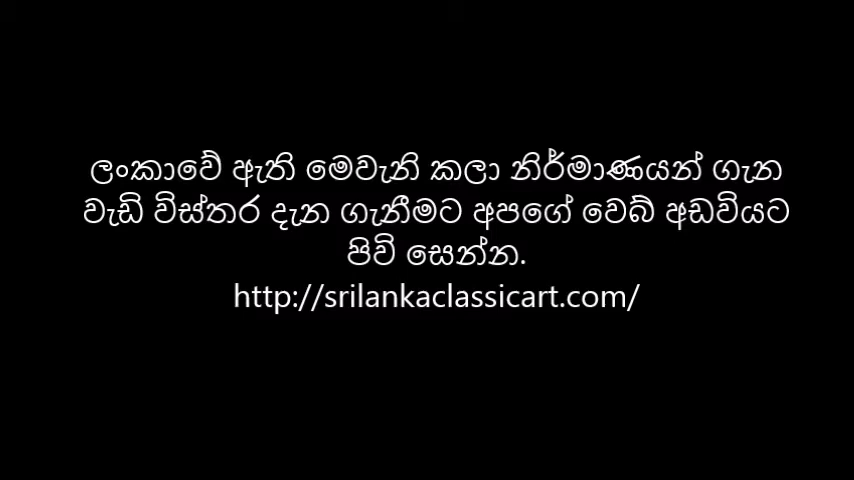 ලංකාවේ ඇති මෙවැනි කලා නිර්මාණයන් ගැන
වැඩි විස්තර දැන ගැනීමට අපගේ වෙබ් අඩවියට
පිවි සෙන්න.
http://srilankaclassicart.com/